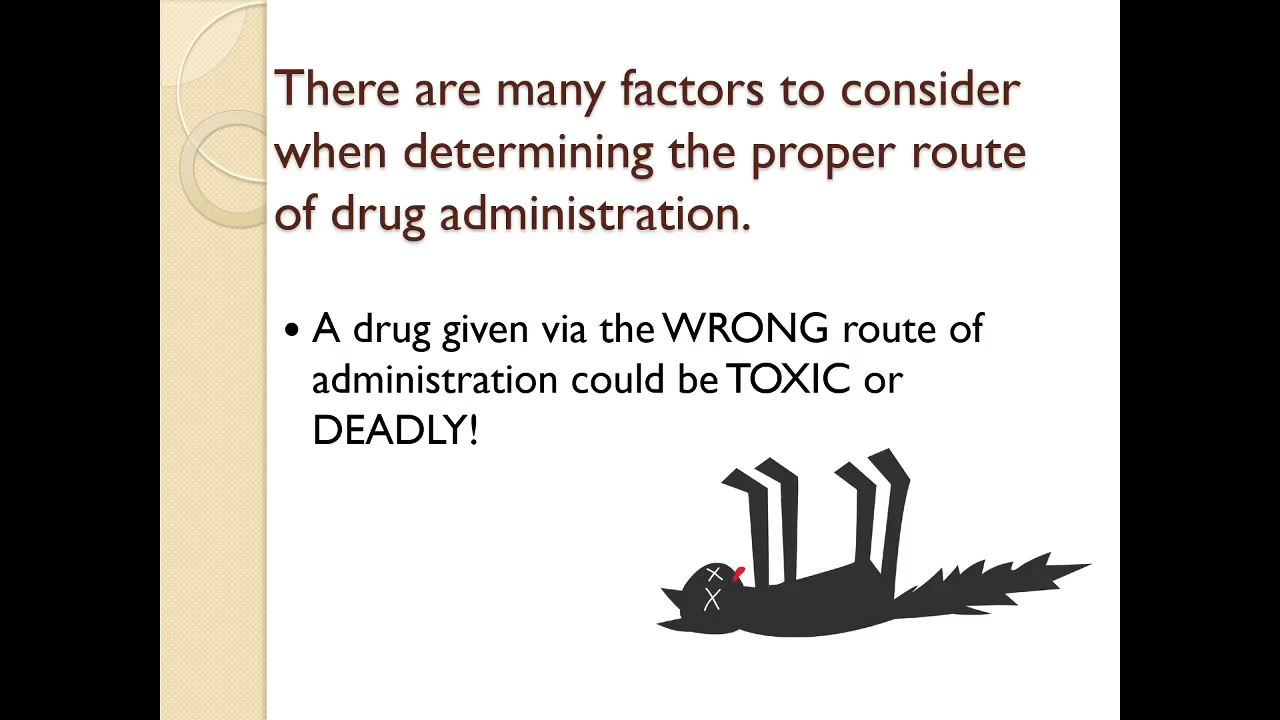 There are many factors to consider
when determining the proper route
of drug administration.
• A drug given via the WRONG route of
administration could be TOXIC or
DEADLY!